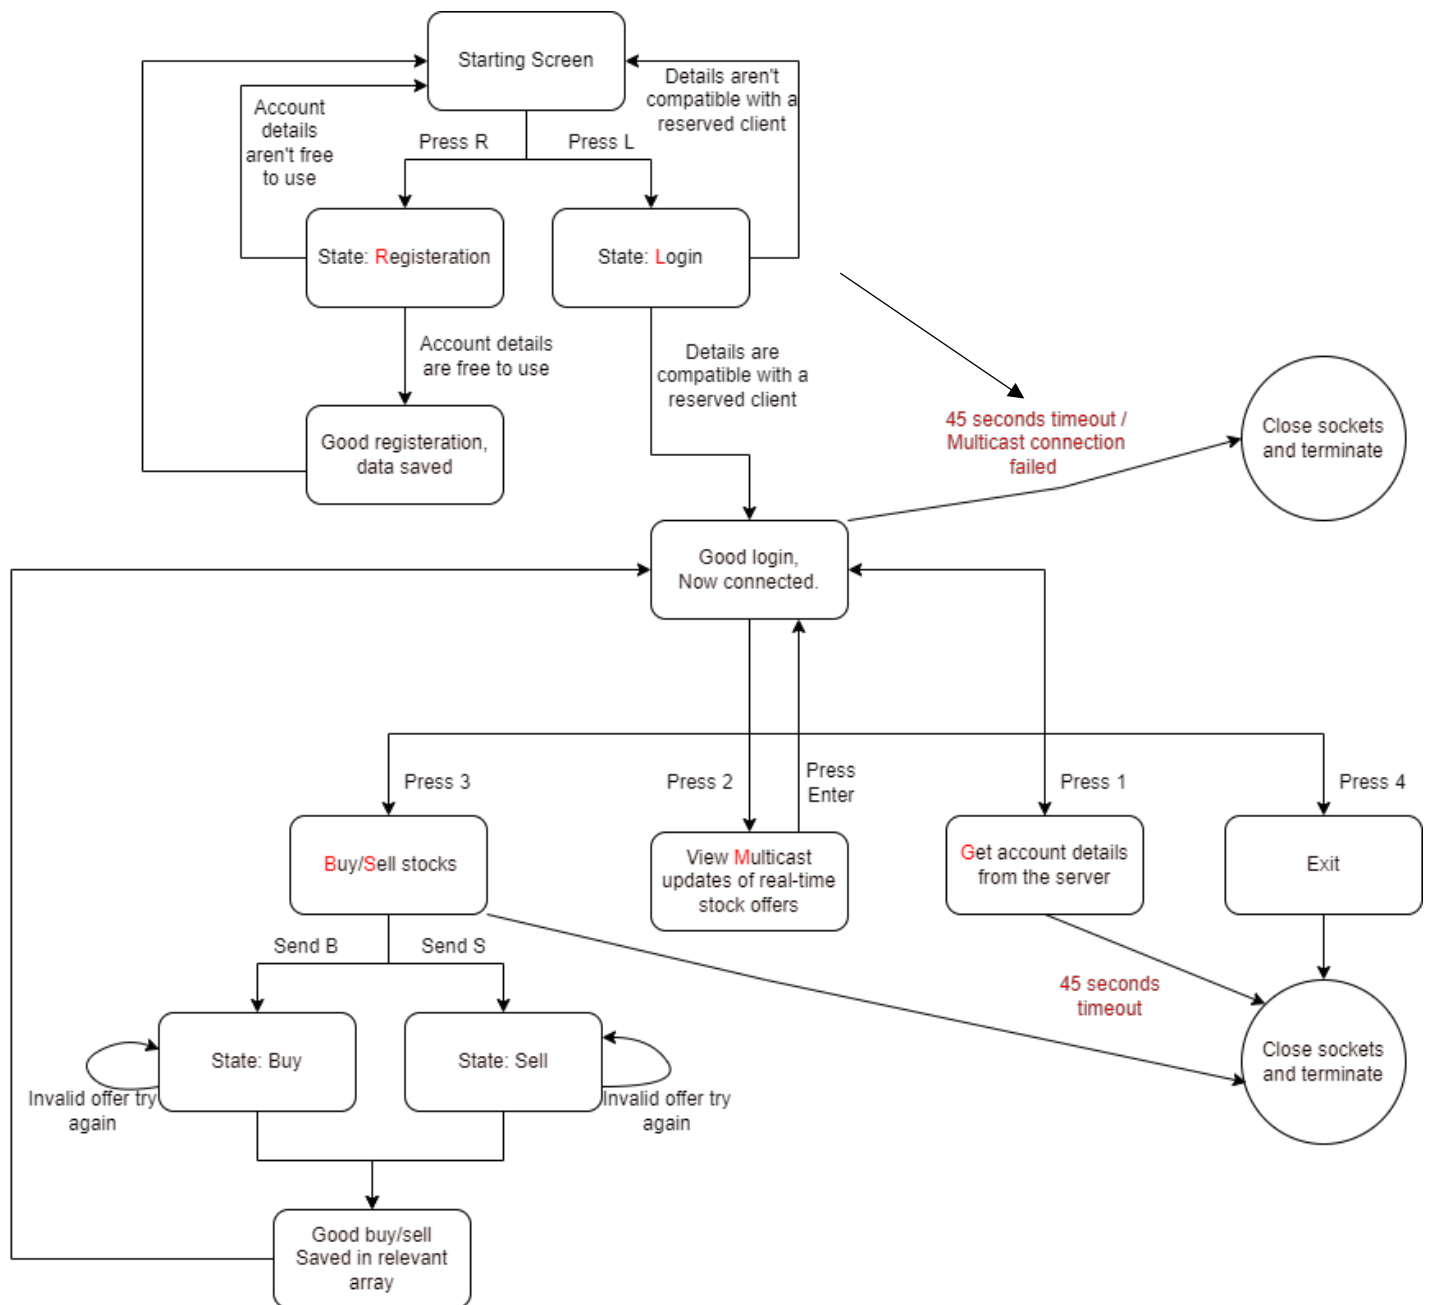 Starting Screen
Details aren't
compatible with a
reserved client
Account
details
aren't free
to use
Press R
Press L
State: Registeration
State: Login
Account details
are free to use
Details are
compatible with a
reserved client
45 seconds timeout /
Multicast connection
failed
Close sockets
and terminate
Good registeration,
data saved
Good login,
Now connected.
Press 3
Press 2
Press
Enter
Press 1
Press 4
Buy/Sell stocks
View Multicast
updates of real-time
stock offers
Get account details
from the server
Exit
Send B
Send S
45 seconds
timeout
State: Buy
State: Sell
Close sockets
and terminate
Invalid offer try
again
Invalid offer try
again
Good buy/sell
Saved in relevant
array